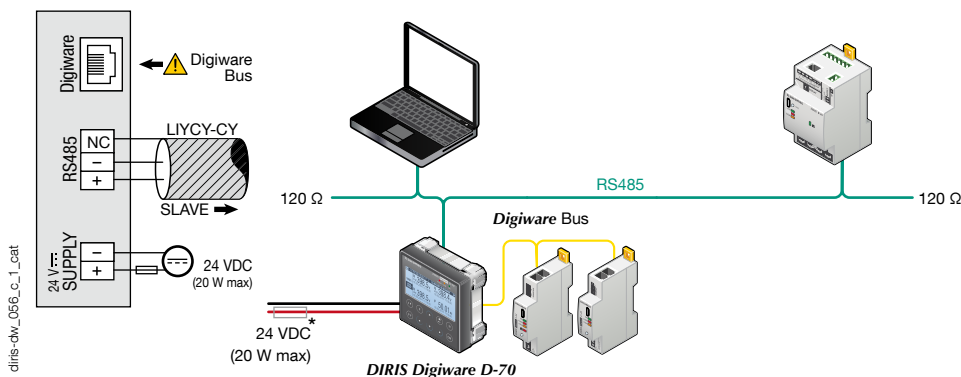 Digiware
Digiware
Bus
RS485
NC
–
+
LIYCY-CY
SLAVE
24 V
SUPPLY
–
+
24 VDC
(20 W max)
diris-dw_056_c_1_cat
120 Ω
RS485
120 Ω
Digiware Bus
24 VDC
*
(20 W max)
DIRIS Digiware D-70